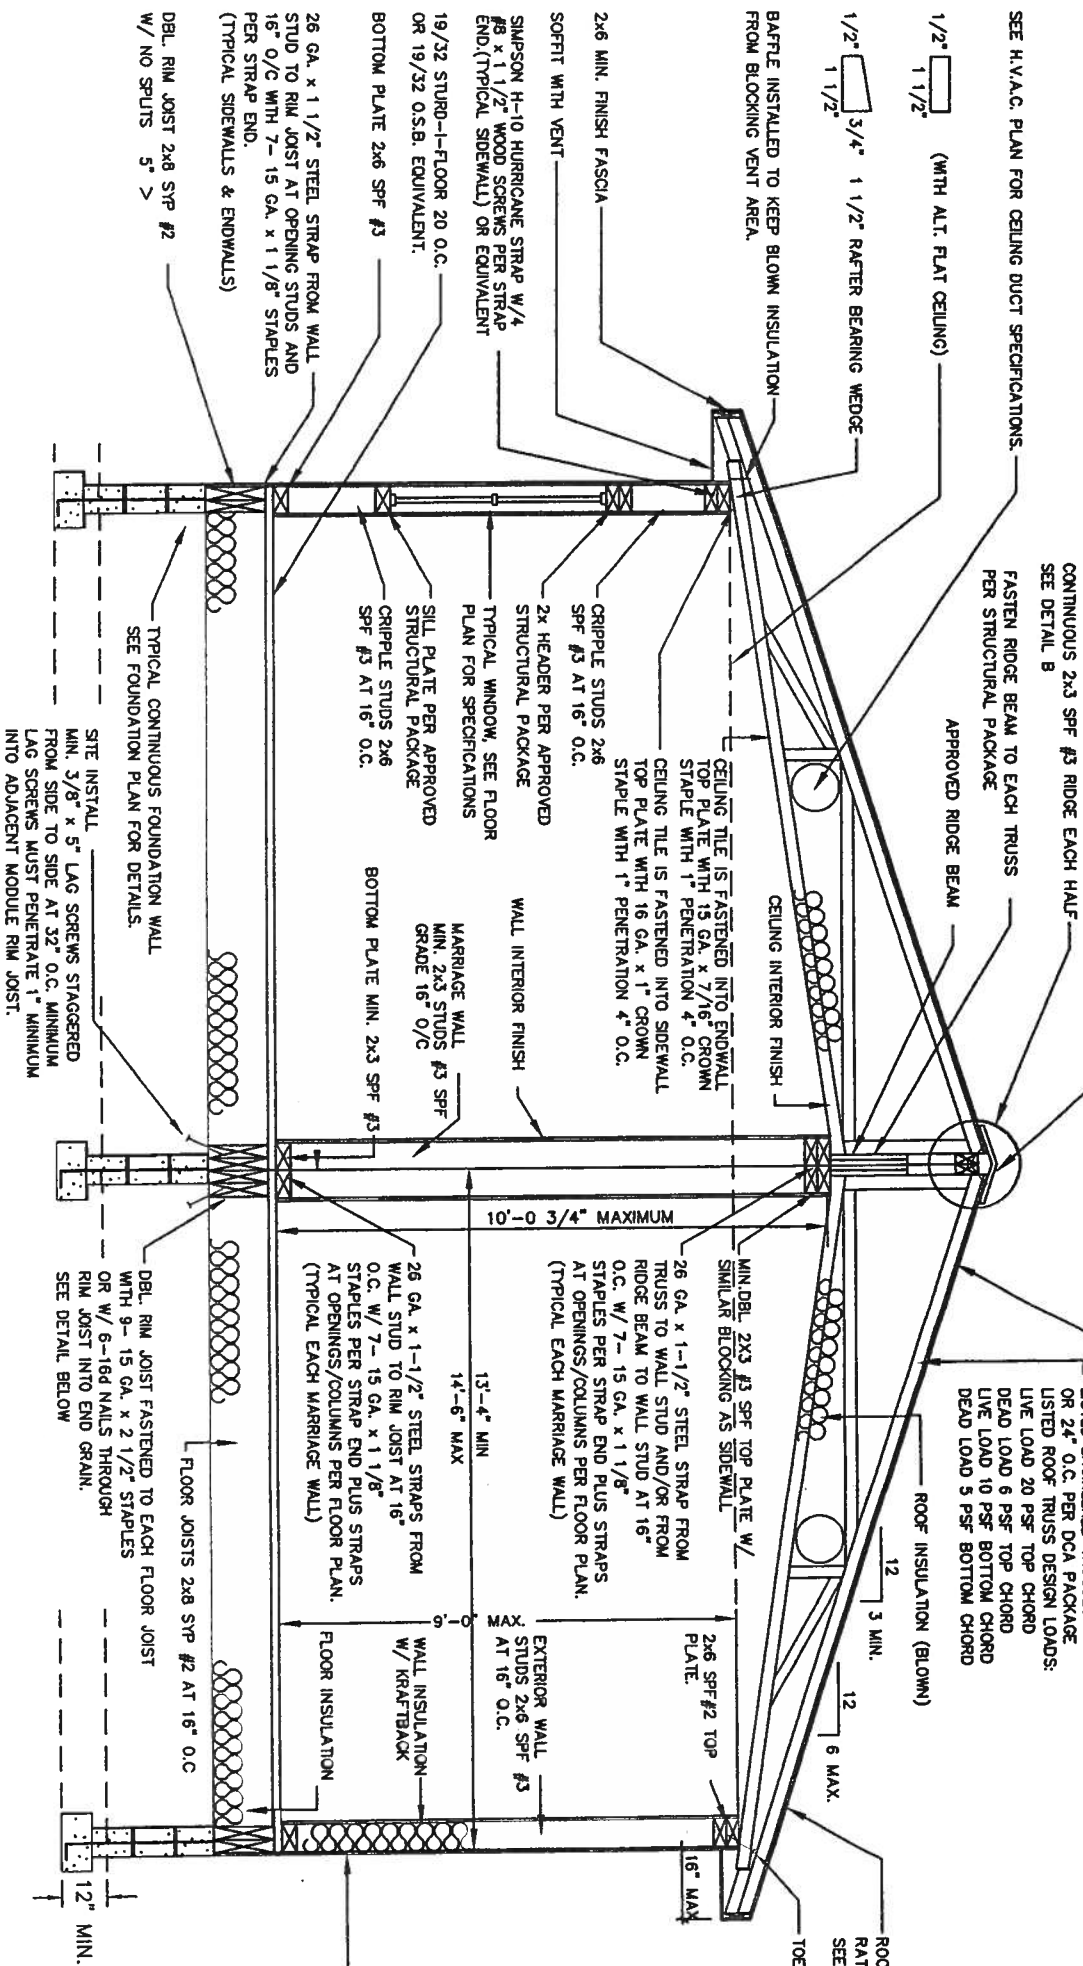 SEE H.V.A.C. PLAN FOR CEILING DUCT SPECIFICATIONS.
1/2"
1 1/2"
(WITH ALT. FLAT CEILING)
1/2"
3/4"
1 1/2"
1 1/2" RAFTER BEARING WEDGE
BAFFLE INSTALLED TO KEEP BLOWN INSULATION
FROM BLOCKING VENT AREA.
2x6 MIN. FINISH FASCIA
SOFFIT WITH VENT
SIMPSON H-10 HURRICANE STRAP W/4
#8 x 1 1/2" WOOD SCREWS PER STRAP
END.(TYPICAL SIDEWALL) OR EQUIVALENT
19/32 STURD-I-FLOOR 20 O.C.
OR 19/32 O.S.B. EQUIVALENT.
BOTTOM PLATE 2x6 SPF #3
26 GA. x 1 1/2" STEEL STRAP FROM WALL
STUD TO RIM JOIST AT OPENING STUDS AND
16" O/C WITH 7- 15 GA. x 1 1/8" STAPLES
PER STRAP END.
(TYPICAL SIDEWALLS & ENDWALLS)
DBL. RIM JOIST 2x8 SYP #2
W/ NO SPLITS 5" >
CONTINUOUS 2x3 SPF #3 RIDGE EACH HALF
SEE DETAIL B
FASTEN RIDGE BEAM TO EACH TRUSS
PER STRUCTURAL PACKAGE
APPROVED RIDGE BEAM
CEILING INTERIOR FINISH
CEILING TILE IS FASTENED INTO ENDWALL
TOP PLATE WITH 15 GA. x 7/16" CROWN
STAPLE WITH 1" PENETRATION 4" O.C.
CEILING TILE IS FASTENED INTO SIDEWALL
TOP PLATE WITH 16 GA. x 1" CROWN
STAPLE WITH 1" PENETRATION 4" O.C.
CRIPPLE STUDS 2x6
SPF #3 AT 16" O.C.
2x HEADER PER APPROVED
STRUCTURAL PACKAGE
TYPICAL WINDOW, SEE FLOOR
PLAN FOR SPECIFICATIONS
SILL PLATE PER APPROVED
STRUCTURAL PACKAGE
CRIPPLE STUDS 2x6
SPF #3 AT 16" O.C.
WALL INTERIOR FINISH
MARRIAGE WALL
MIN. 2x3 STUDS #3 SPF
GRADE 16" O/C
BOTTOM PLATE MIN. 2x3 SPF #3
TYPICAL CONTINUOUS FOUNDATION WALL
SEE FOUNDATION PLAN FOR DETAILS.
SITE INSTALL
MIN. 3/8" x 5" LAG SCREWS STAGGERED
FROM SIDE TO SIDE AT 32" O.C. MINIMUM
LAG SCREWS MUST PENETRATE 1" MINIMUM
INTO ADJACENT MODULE RIM JOIST.
OR 24" O.C. PER DCA PACKAGE
LISTED ROOF TRUSS DESIGN LOADS:
LIVE LOAD 20 PSF TOP CHORD
DEAD LOAD 6 PSF TOP CHORD
LIVE LOAD 10 PSF BOTTOM CHORD
DEAD LOAD 5 PSF BOTTOM CHORD
ROOF INSULATION (BLOWN)
12
3 MIN.
12
6 MAX.
MIN.DBL. 2X3 #3 SPF TOP PLATE W/
SIMILAR BLOCKING AS SIDEWALL
26 GA x 1-1/2" STEEL STRAP FROM
TRUSS TO WALL STUD AND/OR FROM
RIDGE BEAM TO WALL STUD AT 16"
O.C. W/ 7- 15 GA. x 1 1/8"
STAPLES PER STRAP END PLUS STRAPS
AT OPENINGS/COLUMNS PER FLOOR PLAN.
(TYPICAL EACH MARRIAGE WALL)
10'-0 3/4" MAXIMUM
13'-4" MIN
14'-6" MAX
26 GA. x 1-1/2" STEEL STRAPS FROM
WALL STUD TO RIM JOIST AT 16"
O.C. W/ 7- 15 GA. x 1 1/8"
STAPLES PER STRAP END PLUS STRAPS
AT OPENINGS/COLUMNS PER FLOOR PLAN.
(TYPICAL EACH MARRIAGE WALL)
9'-0" MAX.
2x6 SPF#2 TOP
PLATE.
EXTERIOR WALL
STUDS 2x6 SPF #3
AT 16" O.C.
WALL INSULATION
W/ KRAFTBACK
FLOOR INSULATION
16" MAX
FLOOR JOISTS 2x8 SYP #2 AT 16" O.C
DBL. RIM JOIST FASTENED TO EACH FLOOR JOIST
WITH 9- 15 GA. x 2 1/2" STAPLES
OR W/ 6-16d NAILS THROUGH
RIM JOIST INTO END GRAIN.
SEE DETAIL BELOW
12" MIN.
SEE